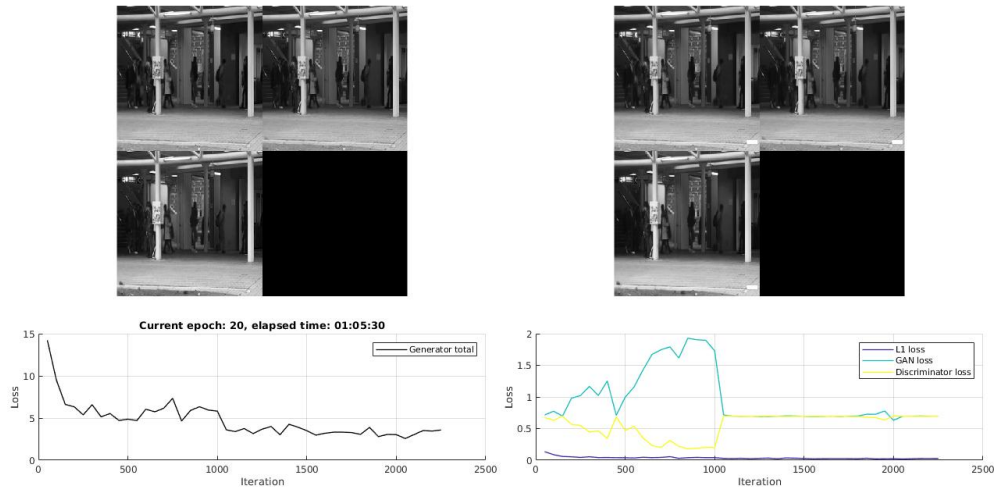 Current epoch: 20, elapsed time: 01:05:30
15
10
5
0
Loss
0
500
1000
1500
2000
2500
Iteration
Generator total
2
1.5
1
0.5
0
Loss
0
500
1000
1500
2000
2500
Iteration
L1 loss
GAN loss
Discriminator loss